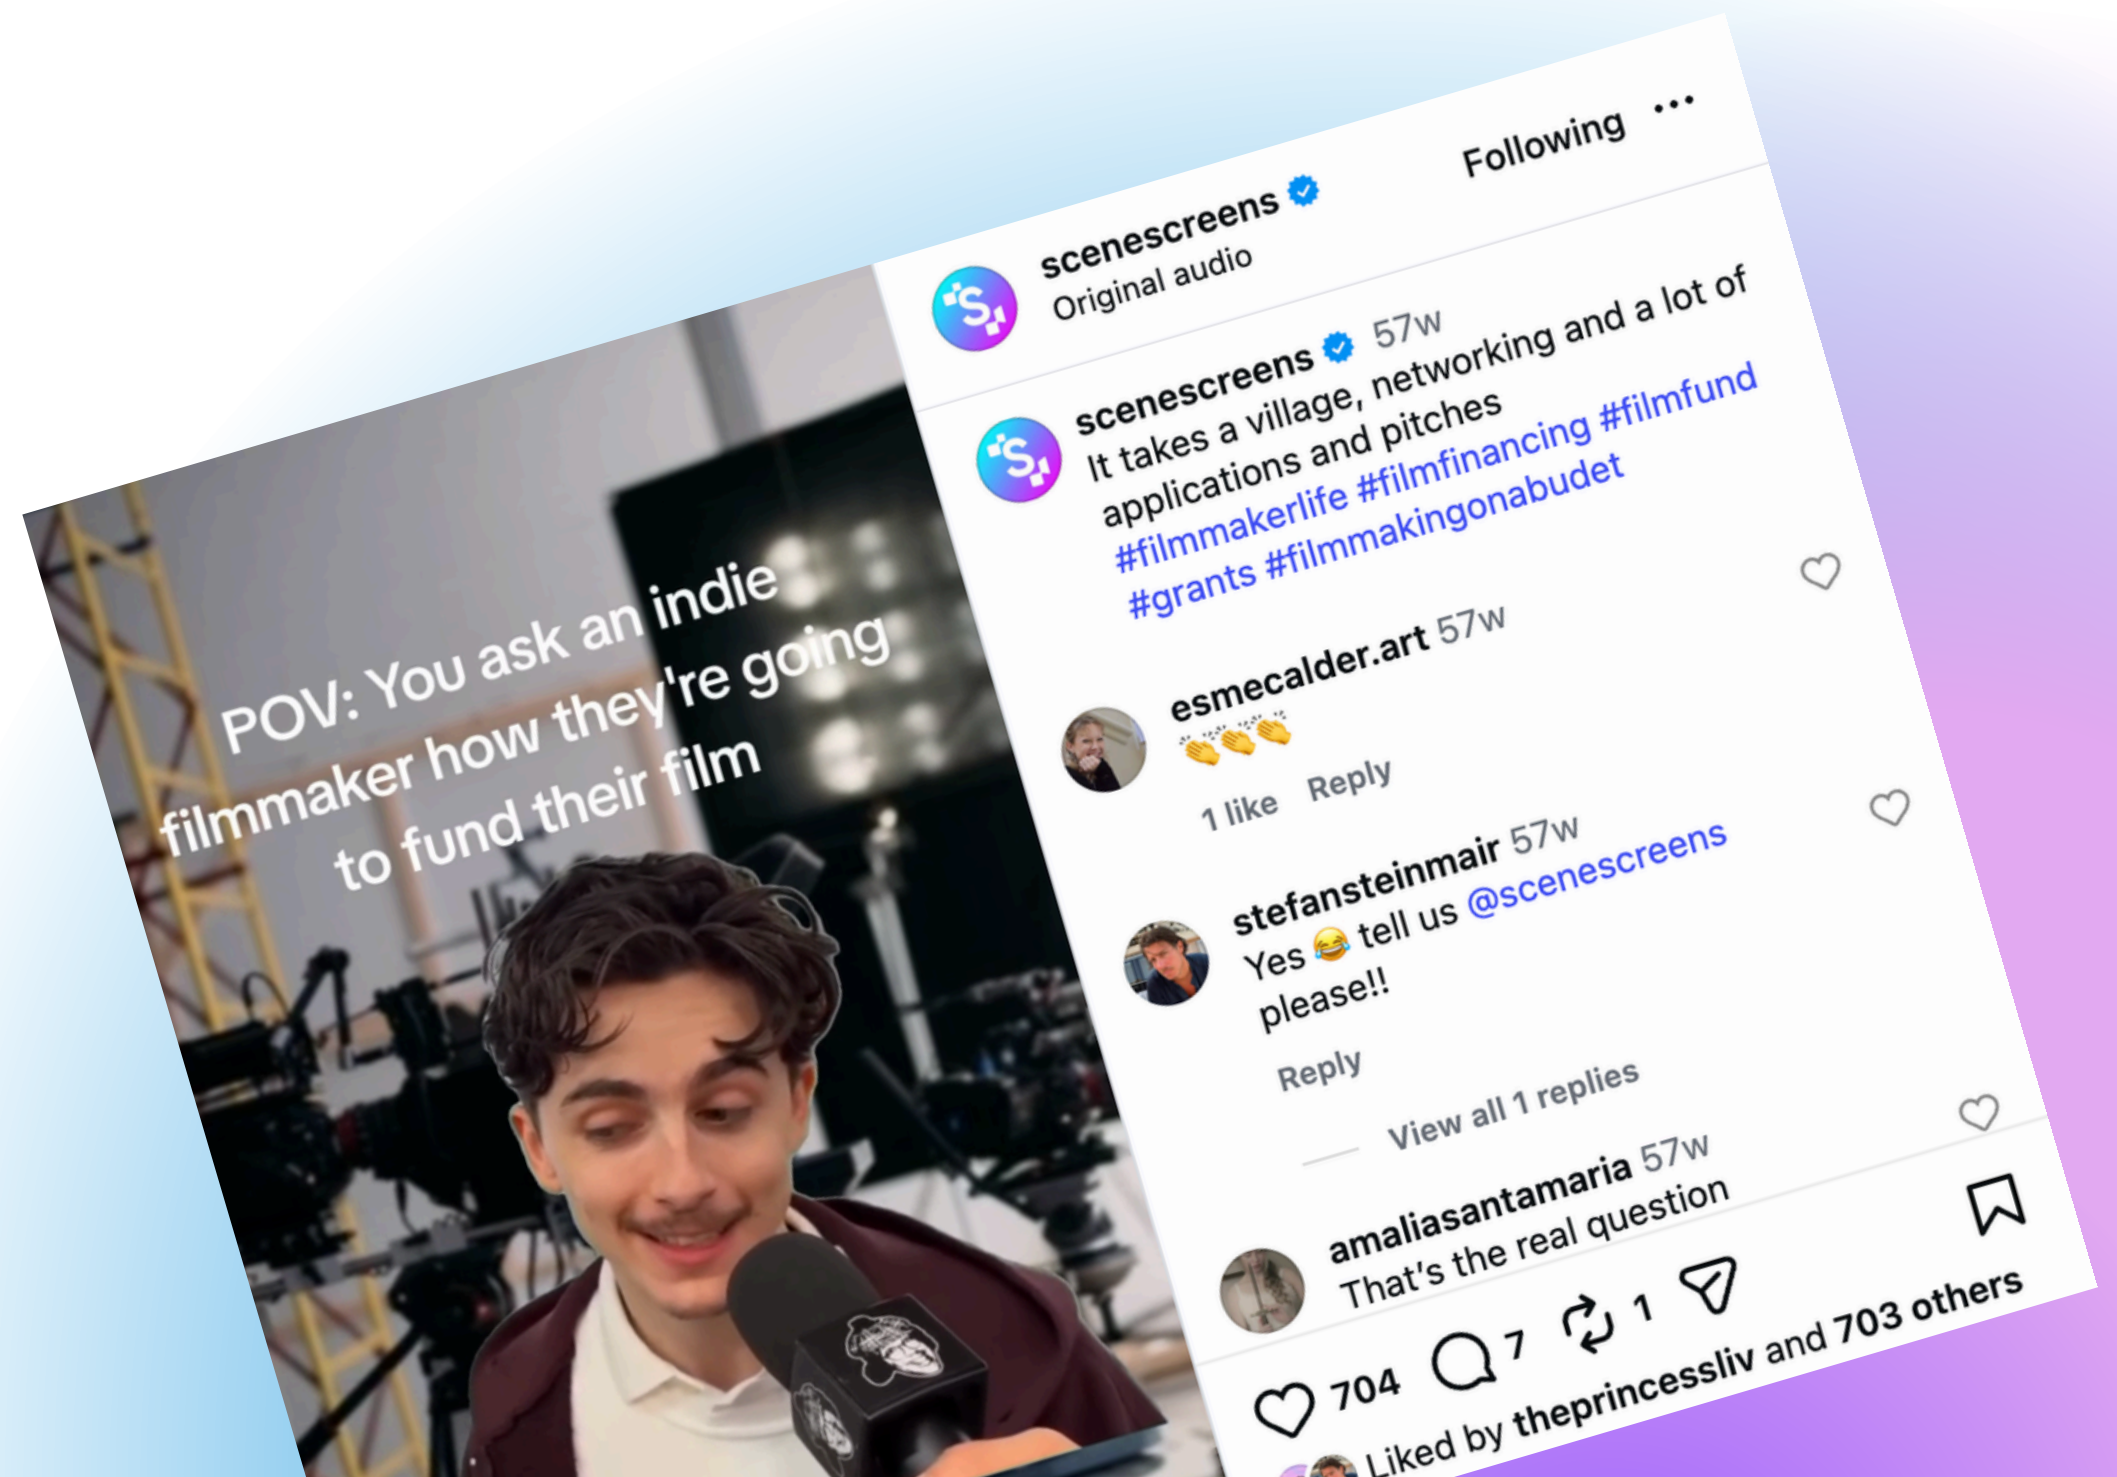 POV: You ask an indie
filmmaker how they're going
to fund their film
scenescreens
Original audio
Following
S
scenescreens 57w
It takes a village, networking and a lot of
applications and pitches
#filmmakerlife #filmfinancing #filmfund
#grants #filmmakingonabudet
S
esmecalder.art 57w
👏👏👏
1 like Reply
stefansteinmair 57w
Yes 😂 tell us @scenescreens
please!!
Reply
View all 1 replies
amaliasantamaria 57w
That's the real question
704 7 1
Liked by theprincessliv and 703 others